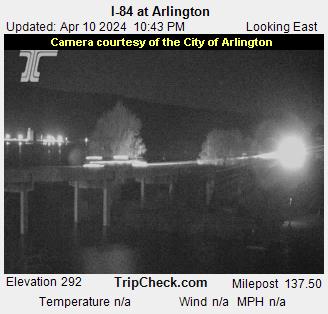 I-84 at Arlington
Updated: Apr 10 2024 10:43 PM Looking East
Camera courtesy of the City of Arlington
Elevation 292 TripCheck.com Milepost 137.50
Temperature n/a Wind n/a MPH n/a